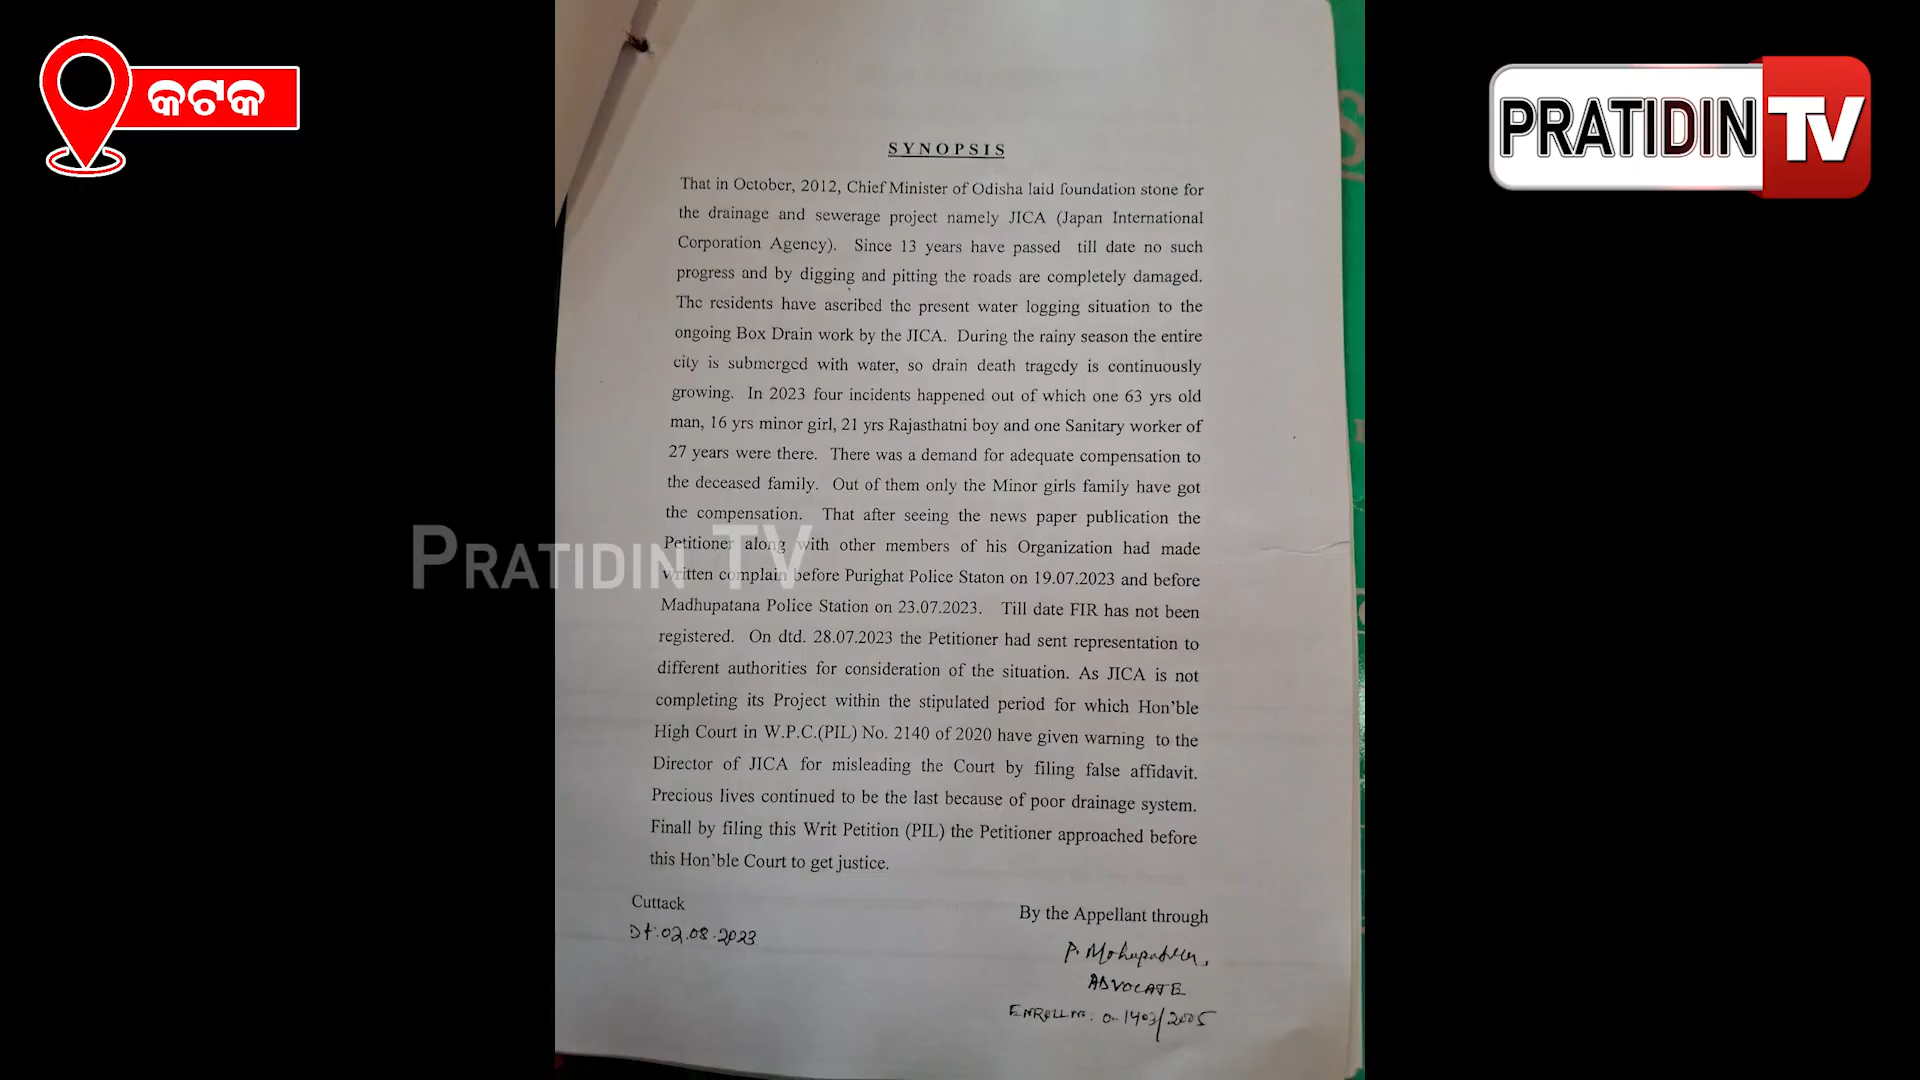 କଟକ
PRATIDIN TV
SYNOPSIS
That in October, 2012, Chief Minister of Odisha laid foundation stone for
the drainage and sewerage project namely JICA (Japan International
Corporation Agency). Since 13 years have passed till date no such
progress and by digging and pitting the roads are completely damaged.
The residents have ascribed the present water logging situation to the
ongoing Box Drain work by the JICA. During the rainy season the entire
city is submerged with water, so drain death tragedy is continuously
growing. In 2023 four incidents happened out of which one 63 yrs old
man, 16 yrs minor girl, 21 yrs Rajasthatni boy and one Sanitary worker of
27 years were there. There was a demand for adequate compensation to
the deceased family. Out of them only the Minor girls family have got
the compensation. That after seeing the news paper publication the
Petitioner along with other members of his Organization had made
written complain before Purighat Police Staton on 19.07.2023 and before
Madhupatana Police Station on 23.07.2023. Till date FIR has not been
registered. On dtd. 28.07.2023 the Petitioner had sent representation to
different authorities for consideration of the situation. As JICA is not
completing its Project within the stipulated period for which Hon'ble
High Court in W.P.C.(PIL) No. 2140 of 2020 have given warning to the
Director of JICA for misleading the Court by filing false affidavit.
Precious lives continued to be the last because of poor drainage system.
Finall by filing this Writ Petition (PIL) the Petitioner approached before
this Hon'ble Court to get justice.
PRATIDIN TV
Cuttack
Dt:02.08.2023
By the Appellant through
P. Mohapatra,
ADVOCATE
ENROLL NO: O-1403/2005